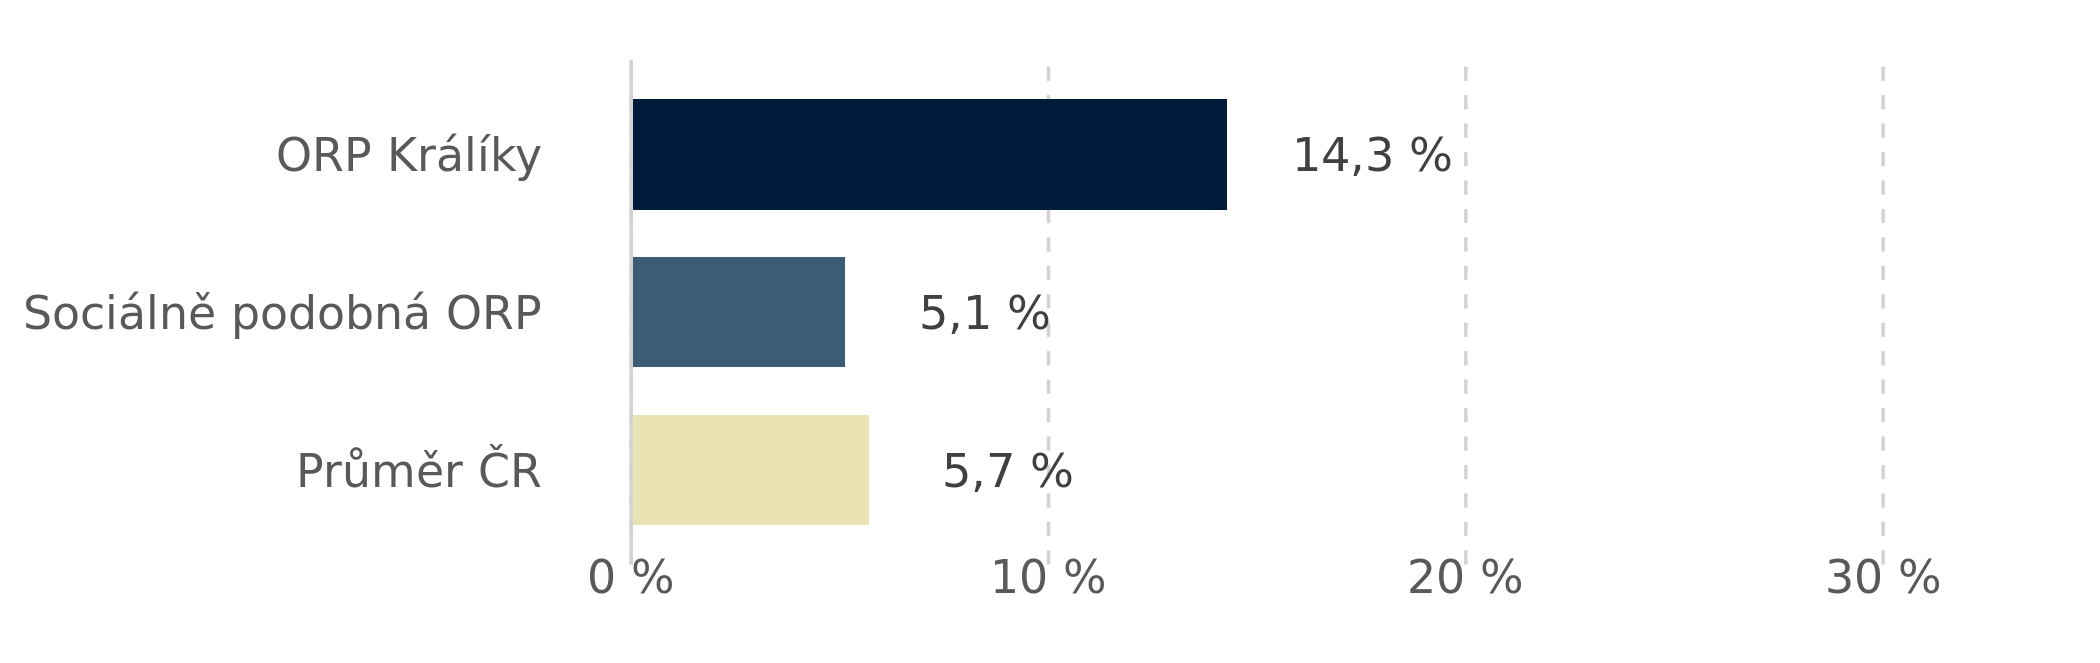 ORP Králíky
14,3 %
Sociálně podobná ORP
5,1 %
Průměr ČR
5,7 %
0 %
10 %
20 %
30 %